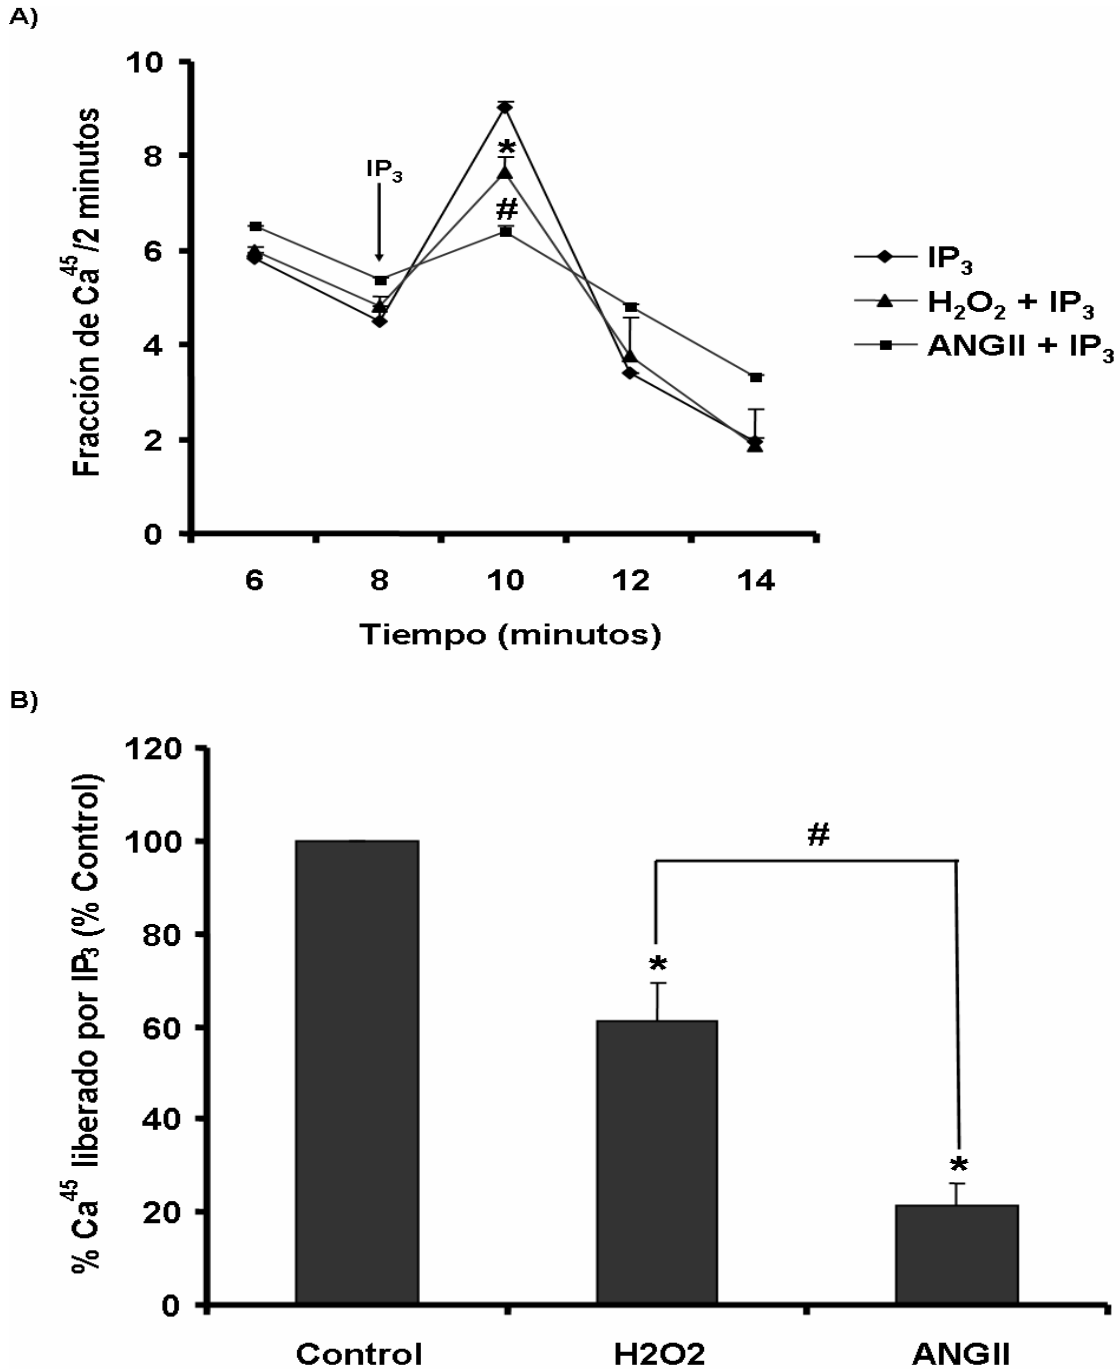 A)
10
8
6
4
2
0
Fracción de Ca⁴⁵/2 minutos
IP₃
*
#
6 8 10 12 14
Tiempo (minutos)
IP₃
H₂O₂ + IP₃
ANGII + IP₃
B)
120
100
80
60
40
20
0
% Ca⁴⁵ liberado por IP₃ (% Control)
#
*
*
Control H2O2 ANGII